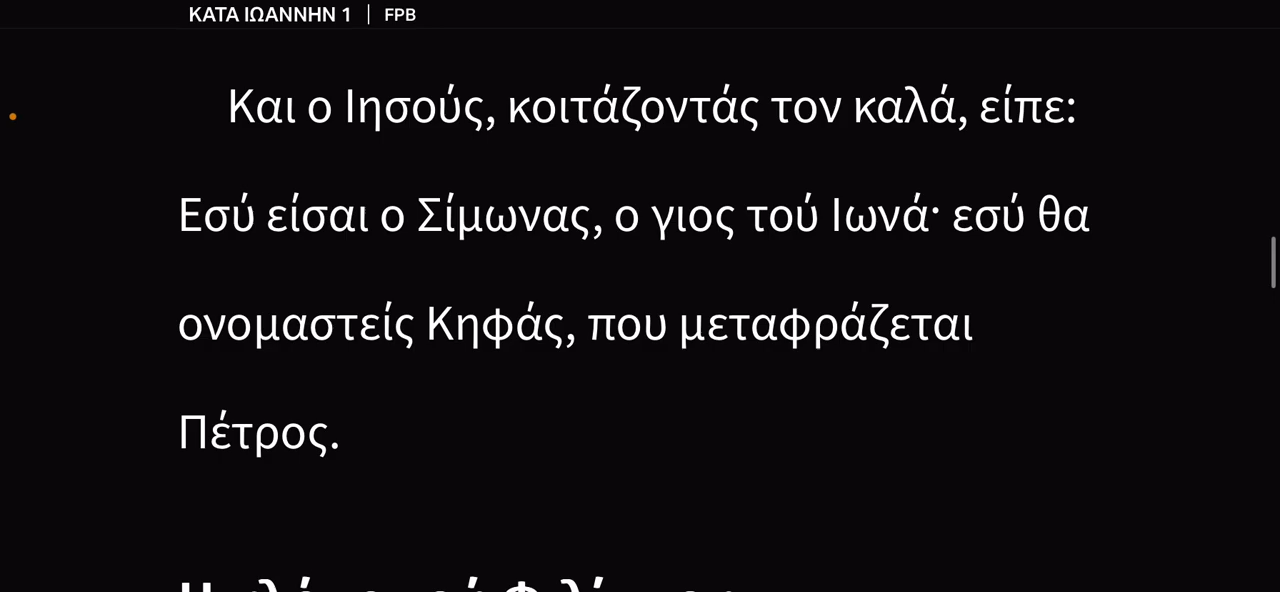 ΚΑΤΑ ΙΩΑΝΝΗΝ 1 | FPB
Και ο Ιησούς, κοιτάζοντάς τον καλά, είπε:
Εσύ είσαι ο Σίμωνας, ο γιος τού Ιωνά· εσύ θα
ονομαστείς Κηφάς, που μεταφράζεται
Πέτρος.